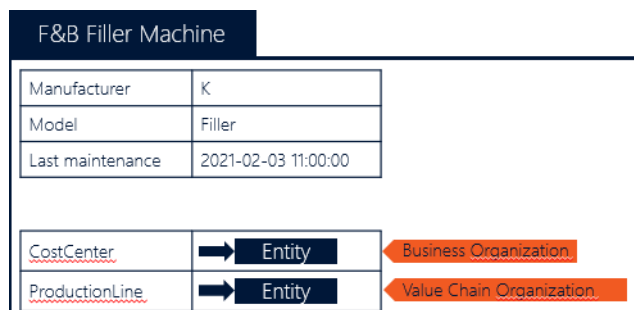 F&B Filler Machine
Manufacturer K
Model Filler
Last maintenance 2021-02-03 11:00:00
CostCenter Entity Business Organization
ProductionLine Entity Value Chain Organization